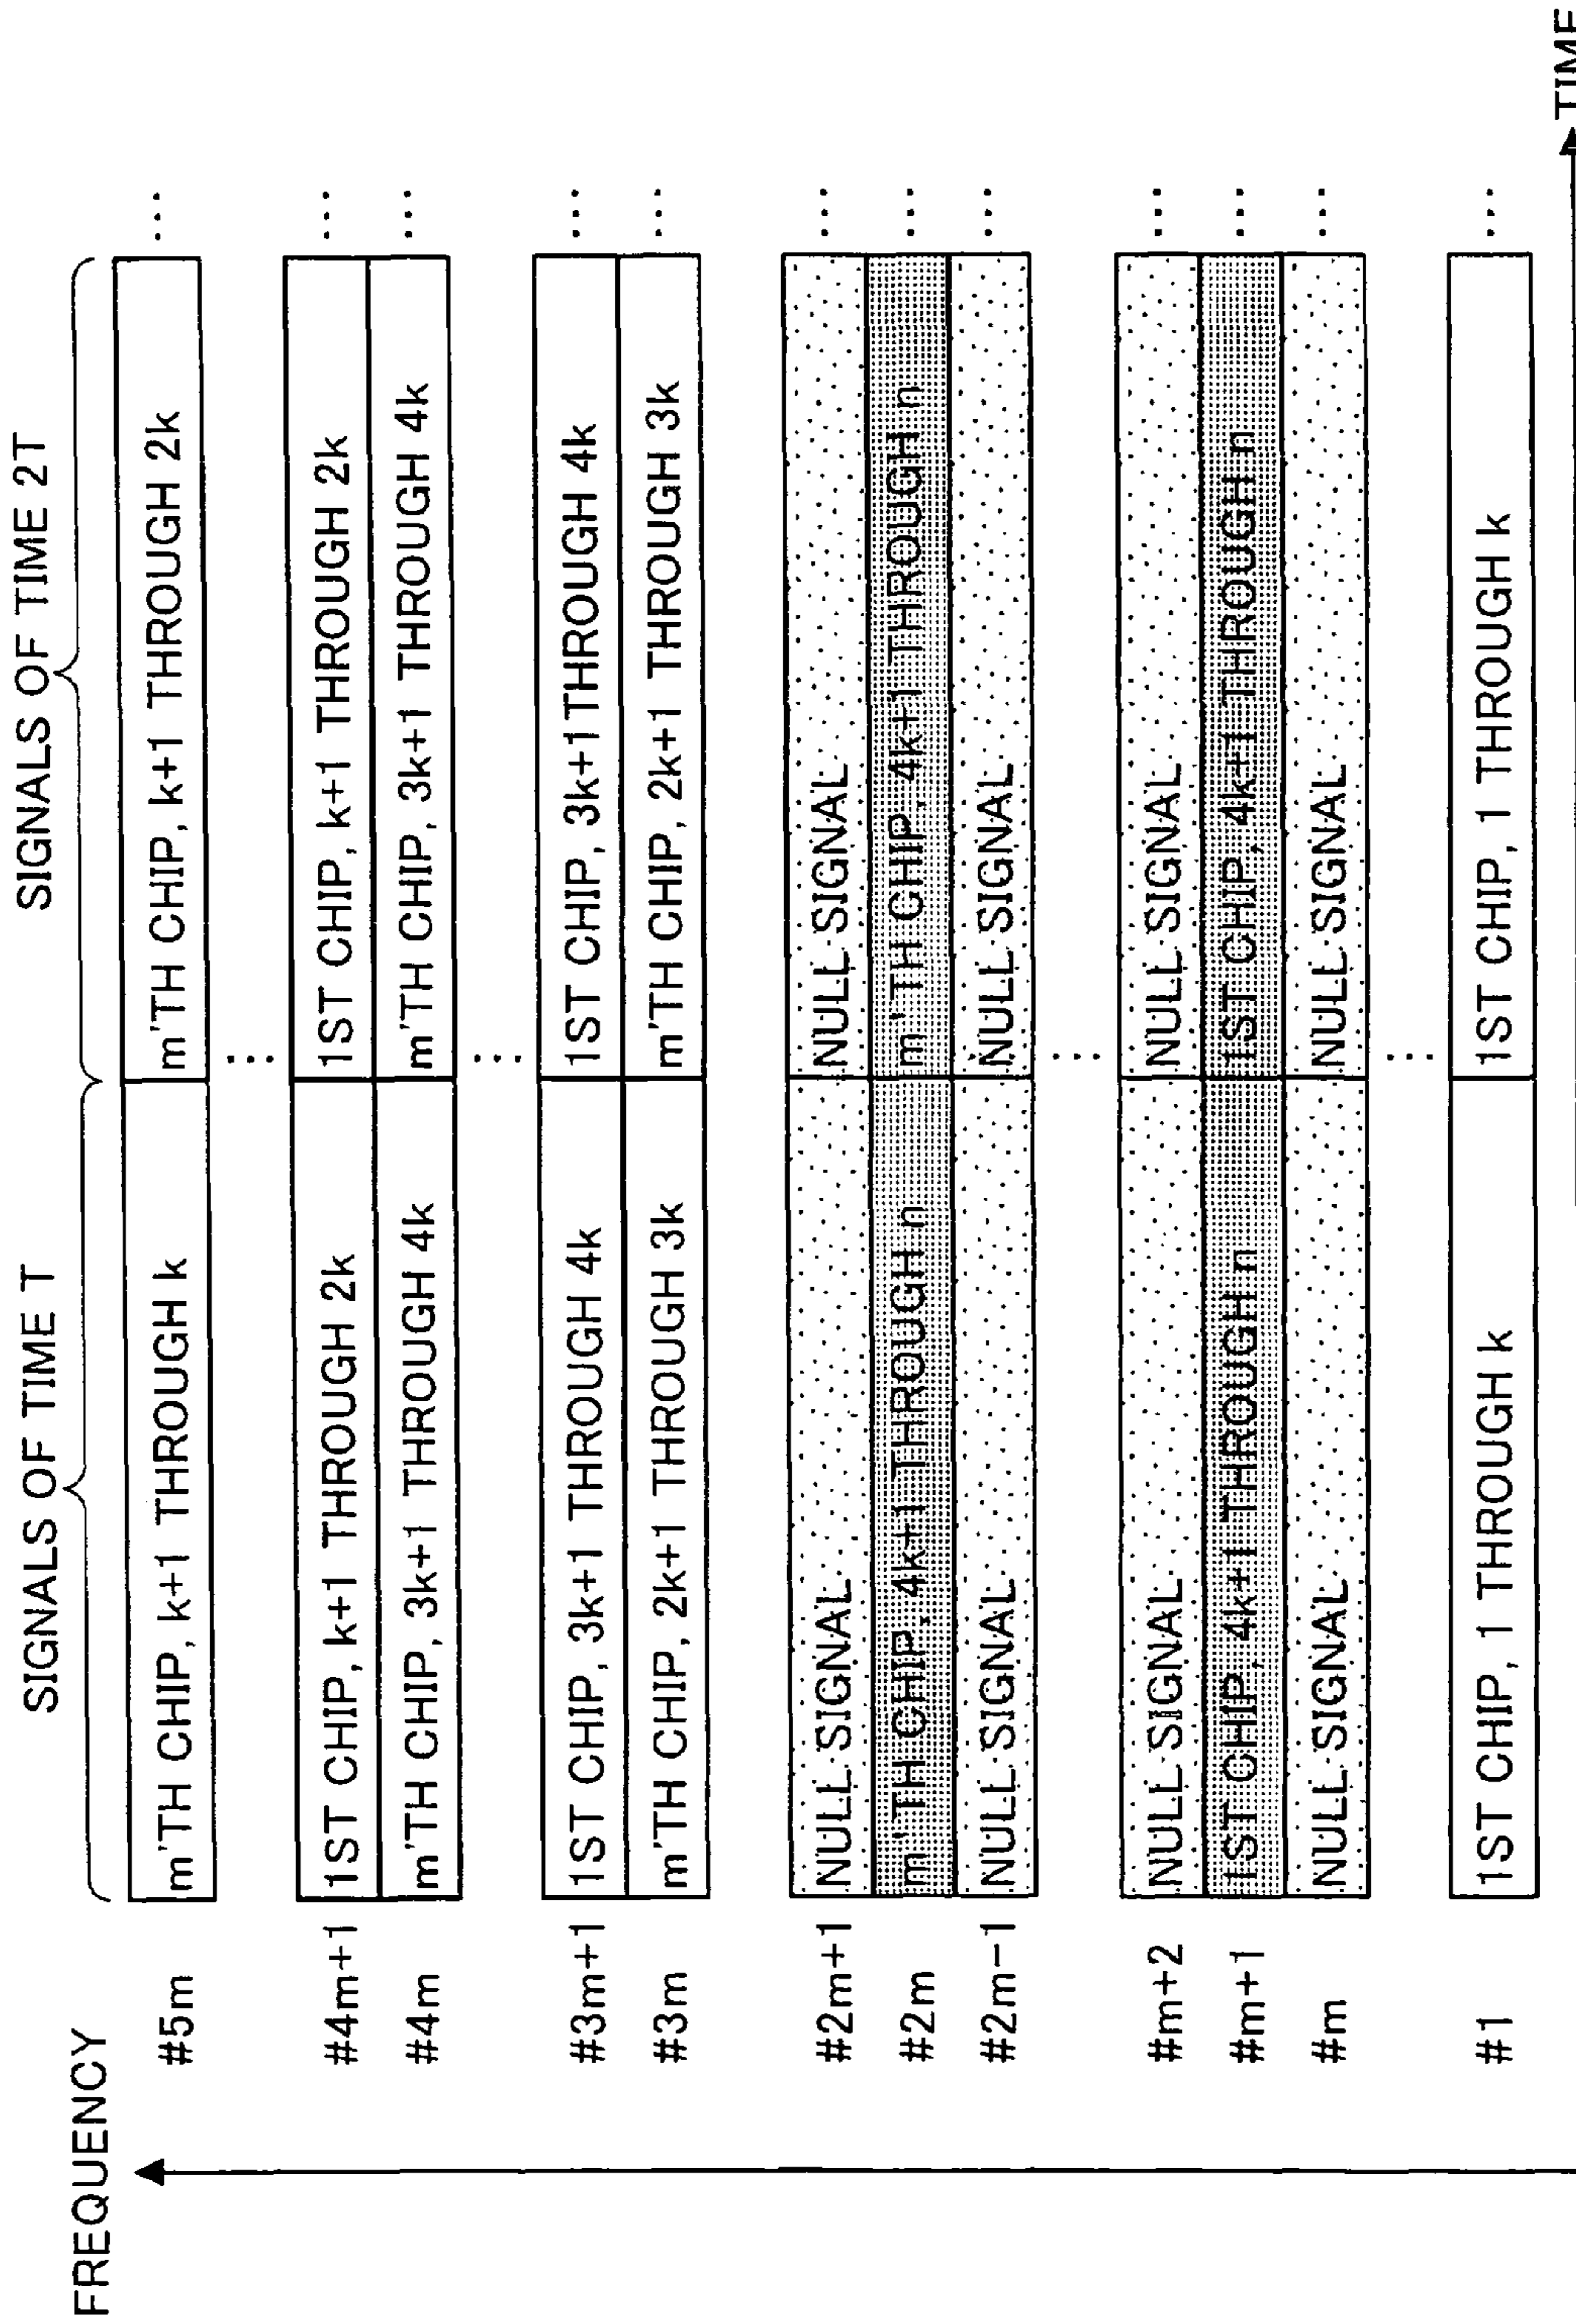 FREQUENCY
SIGNALS OF TIME T
SIGNALS OF TIME 2T
#5m
m'TH CHIP, k+1 THROUGH k
m'TH CHIP, k+1 THROUGH 2k
...
...
#4m+1
1ST CHIP, k+1 THROUGH 2k
1ST CHIP, k+1 THROUGH 2k
...
#4m
m'TH CHIP, 3k+1 THROUGH 4k
m'TH CHIP, 3k+1 THROUGH 4k
...
...
#3m+1
1ST CHIP, 3k+1 THROUGH 4k
1ST CHIP, 3k+1 THROUGH 4k
...
#3m
m'TH CHIP, 2k+1 THROUGH 3k
m'TH CHIP, 2k+1 THROUGH 3k
...
#2m+1
NULL SIGNAL
NULL SIGNAL
...
#2m
m'TH CHIP, 4k+1 THROUGH n
m'TH CHIP, 4k+1 THROUGH n
...
#2m-1
NULL SIGNAL
NULL SIGNAL
...
...
#m+2
NULL SIGNAL
NULL SIGNAL
...
#m+1
1ST CHIP, 4k+1 THROUGH n
1ST CHIP, 4k+1 THROUGH n
...
#m
NULL SIGNAL
NULL SIGNAL
...
...
#1
1ST CHIP, 1 THROUGH k
1ST CHIP, 1 THROUGH k
...
TIME